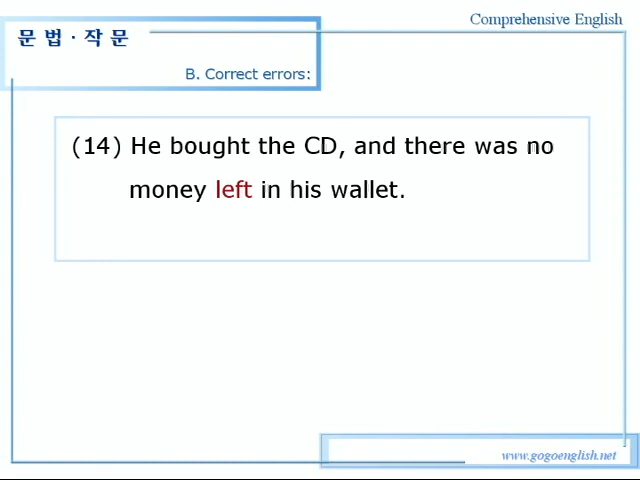 Comprehensive English
문 법 · 작 문
B. Correct errors:
(14) He bought the CD, and there was no
money left in his wallet.
www.gogoenglish.net